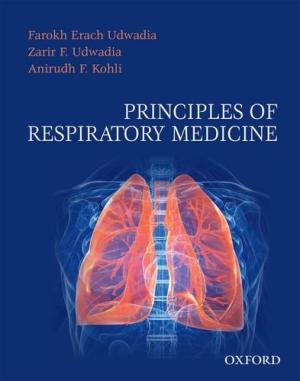 Farokh Erach Udwadia
Zarir F. Udwadia
Anirudh F. Kohli
PRINCIPLES OF
RESPIRATORY MEDICINE
OXFORD